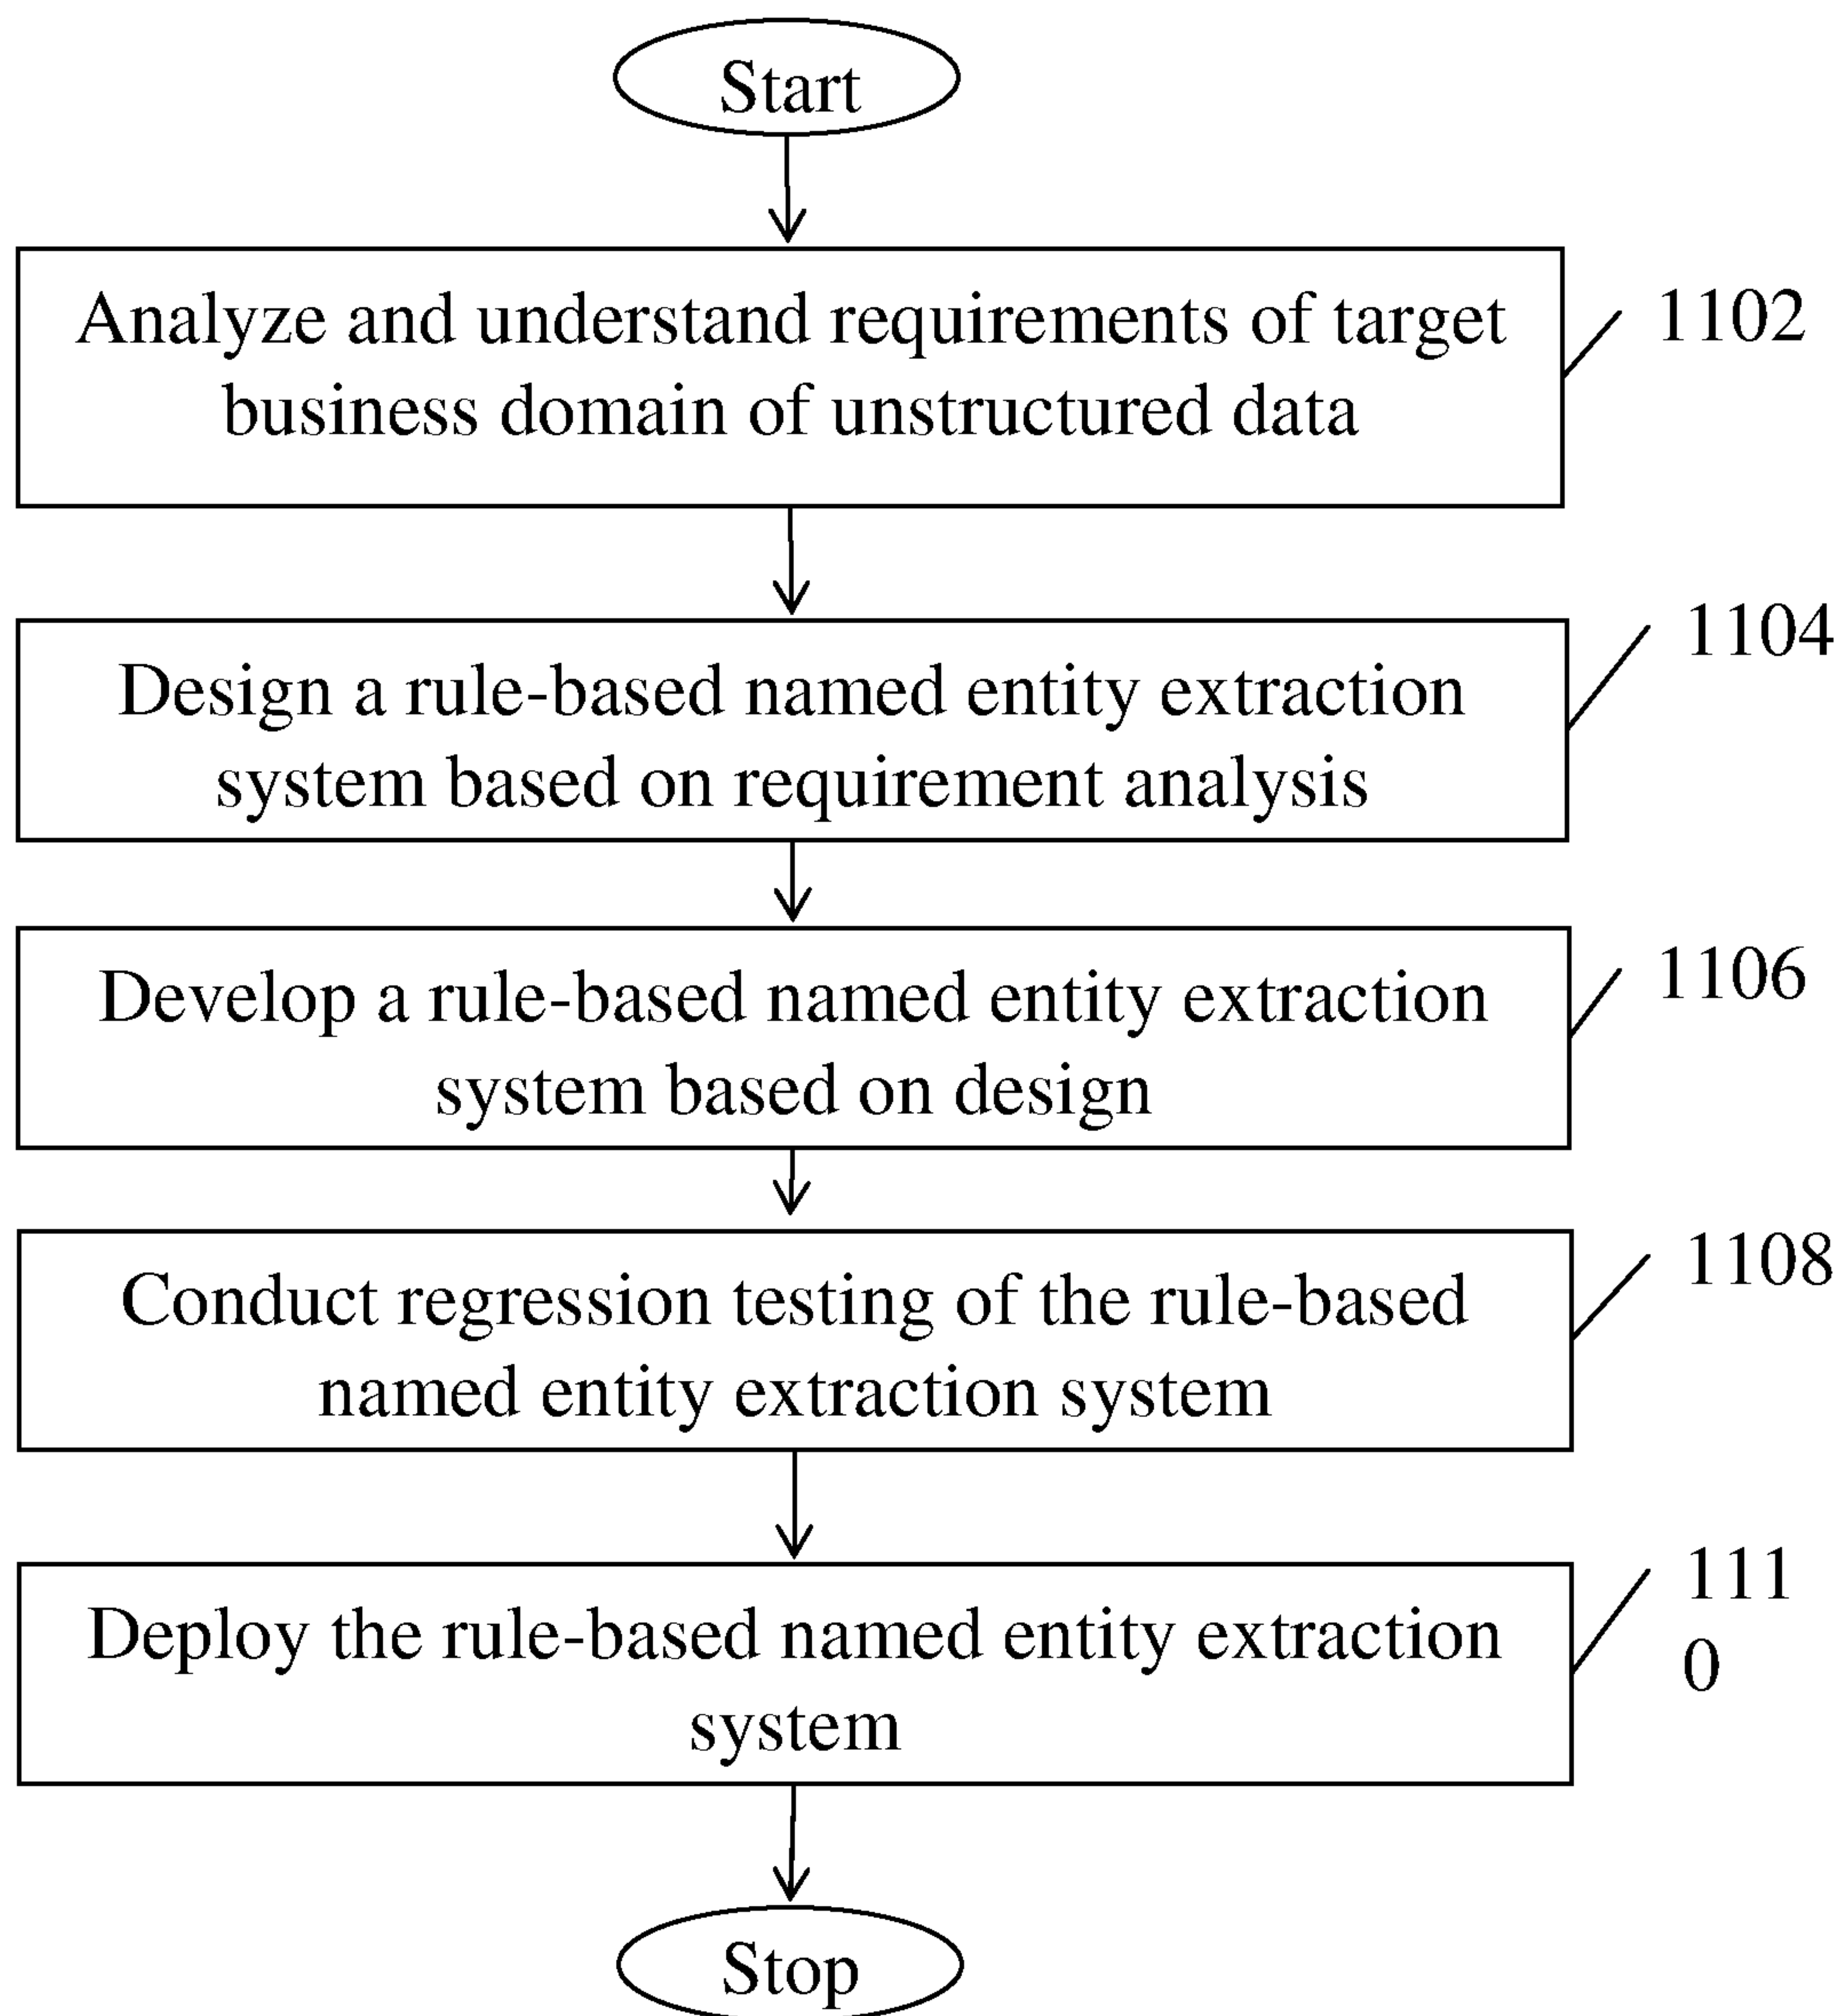 Start
Analyze and understand requirements of target
business domain of unstructured data
1102
Design a rule-based named entity extraction
system based on requirement analysis
1104
Develop a rule-based named entity extraction
system based on design
1106
Conduct regression testing of the rule-based
named entity extraction system
1108
Deploy the rule-based named entity extraction
system
111
0
Stop